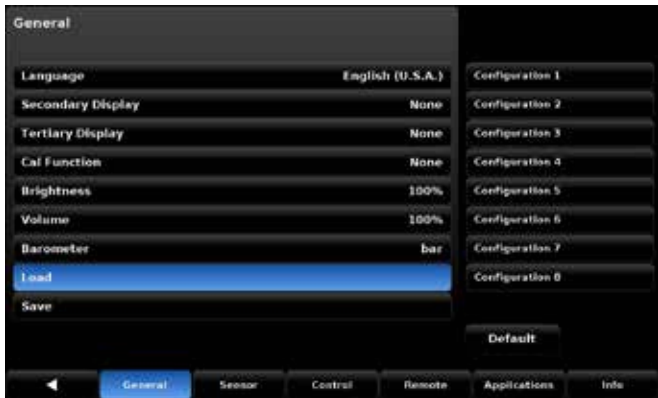 General
Language English (U.S.A.)
Secondary Display None
Tertiary Display None
Cal Function None
Brightness 100%
Volume 100%
Barometer bar
Load
Save
Configuration 1
Configuration 2
Configuration 3
Configuration 4
Configuration 5
Configuration 6
Configuration 7
Configuration 8
Default
General Sensor Control Remote Applications Info